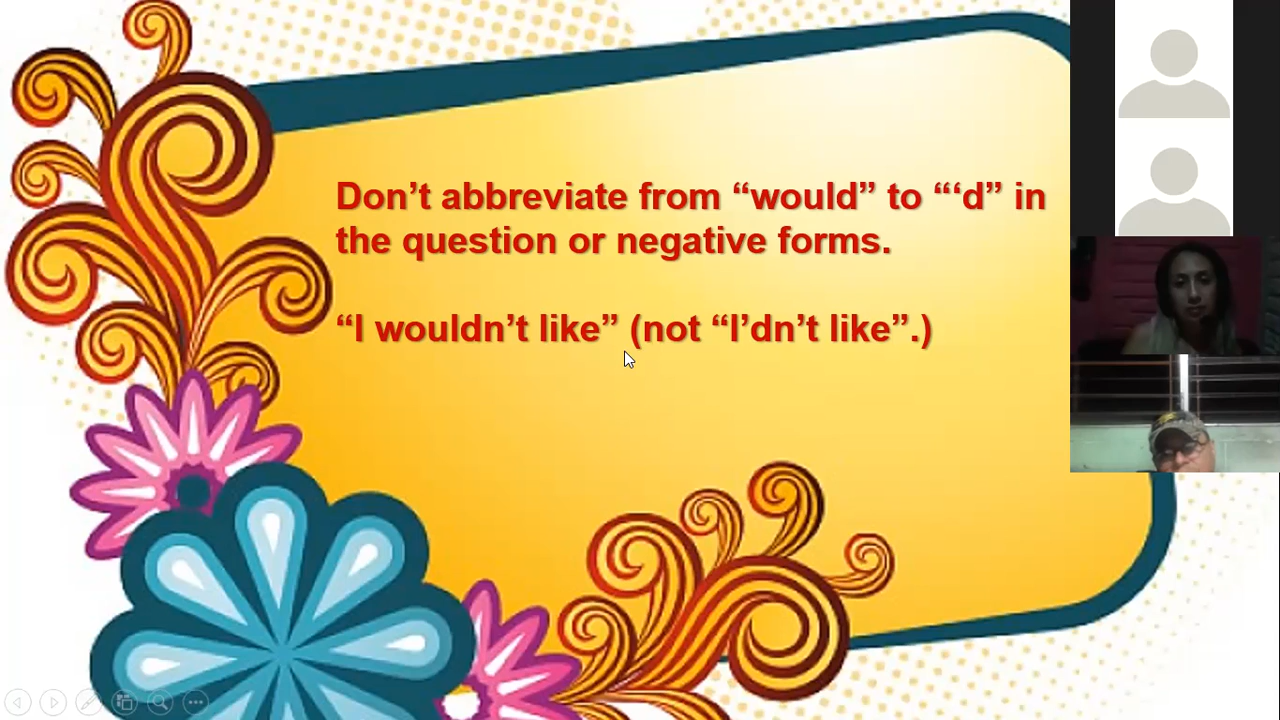 Don’t abbreviate from “would” to “‘d” in
the question or negative forms.
“I wouldn’t like” (not “I’dn’t like”.)